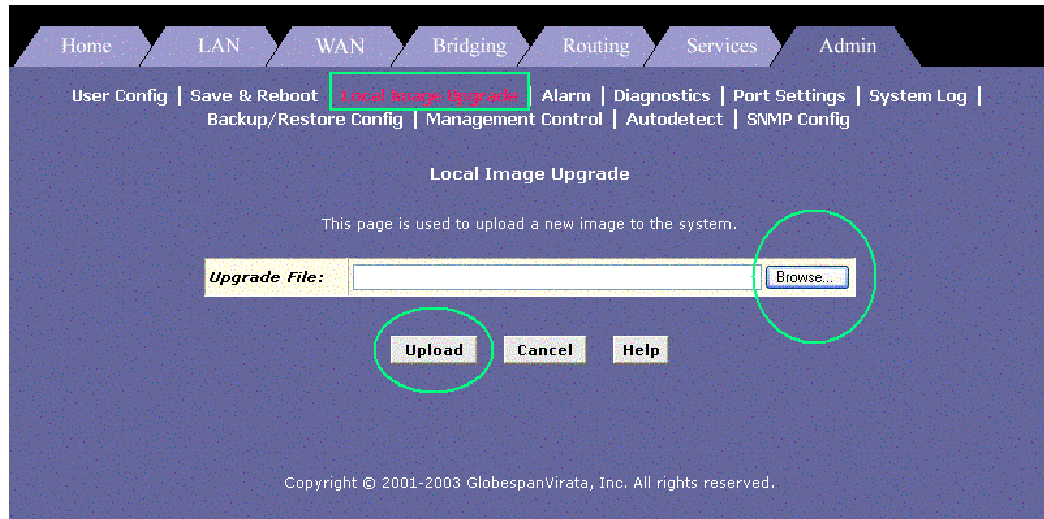 Home LAN WAN Bridging Routing Services Admin
User Config | Save & Reboot | Local Image Upgrade | Alarm | Diagnostics | Port Settings | System Log |
Backup/Restore Config | Management Control | Autodetect | SNMP Config
Local Image Upgrade
This page is used to upload a new image to the system.
Upgrade File: Browse...
Upload Cancel Help
Copyright © 2001-2003 GlobespanVirata, Inc. All rights reserved.